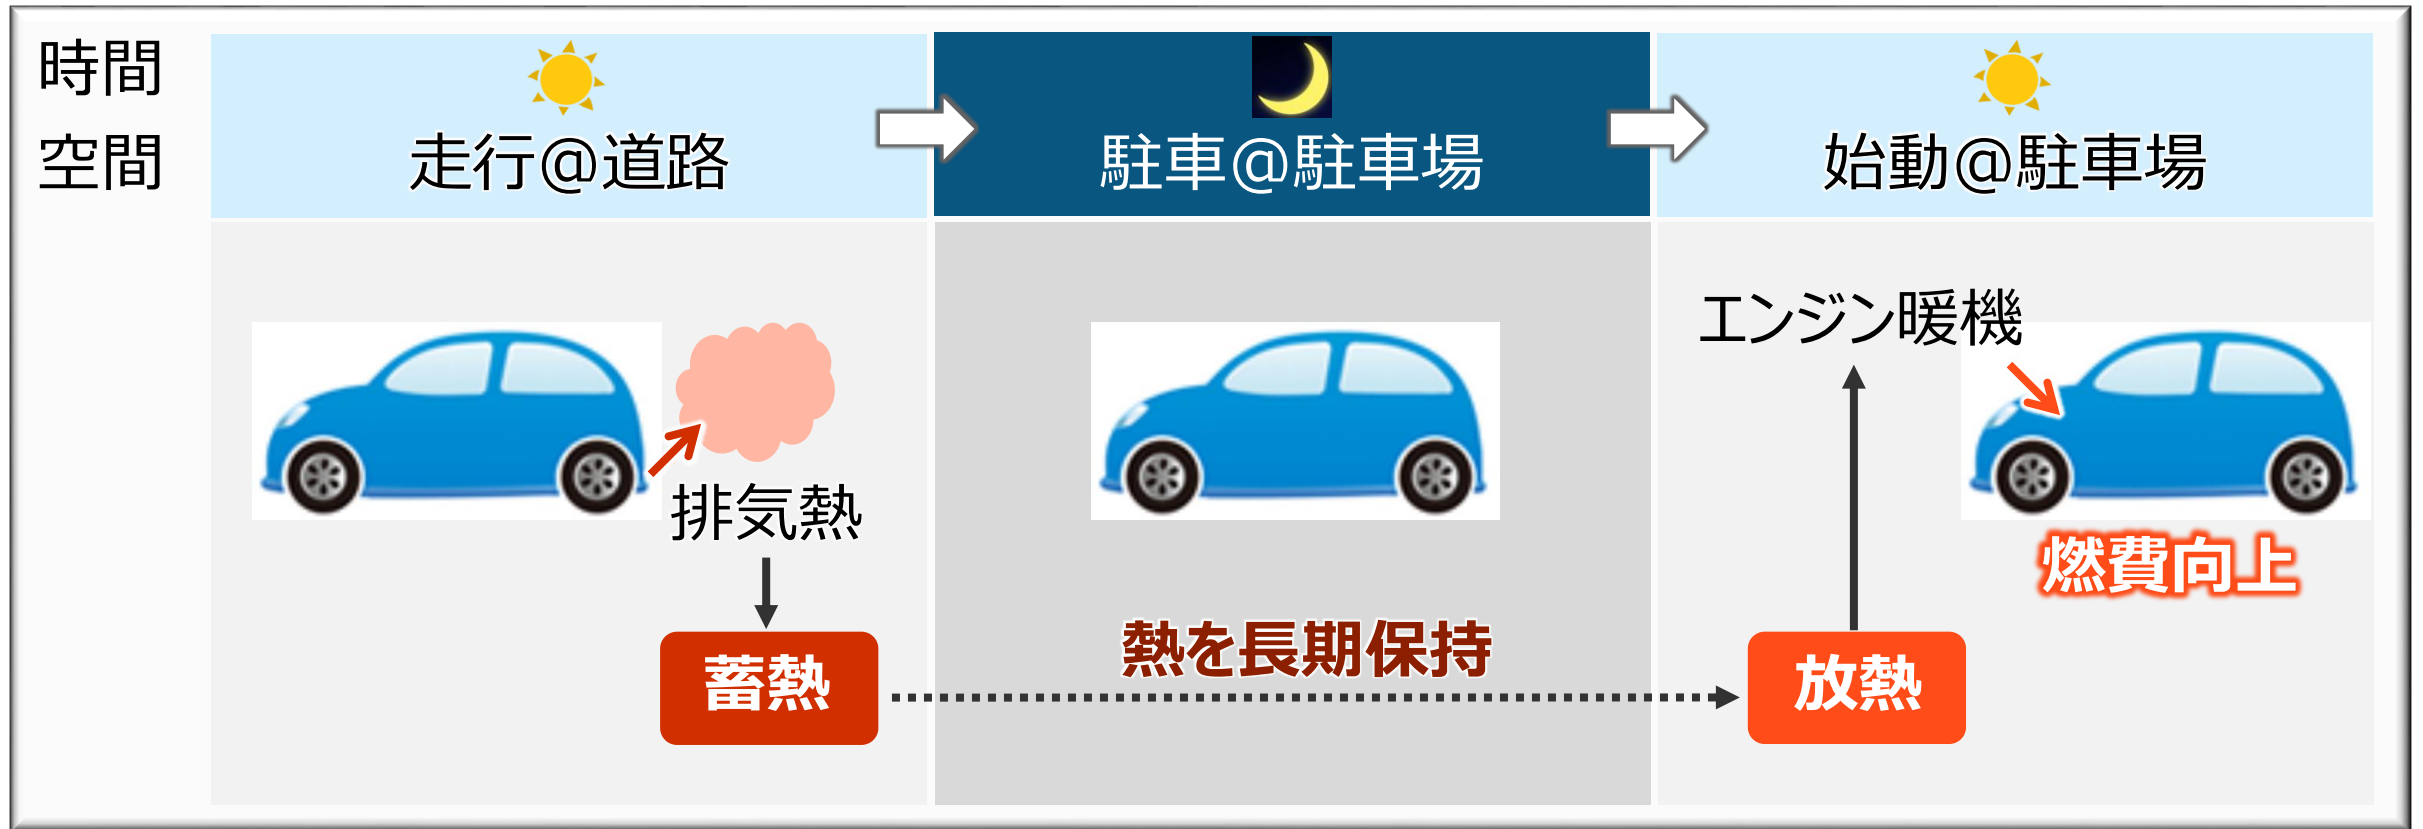 時間
空間
走行@道路
駐車@駐車場
始動@駐車場
エンジン暖機
排気熱
燃費向上
熱を長期保持
蓄熱
放熱